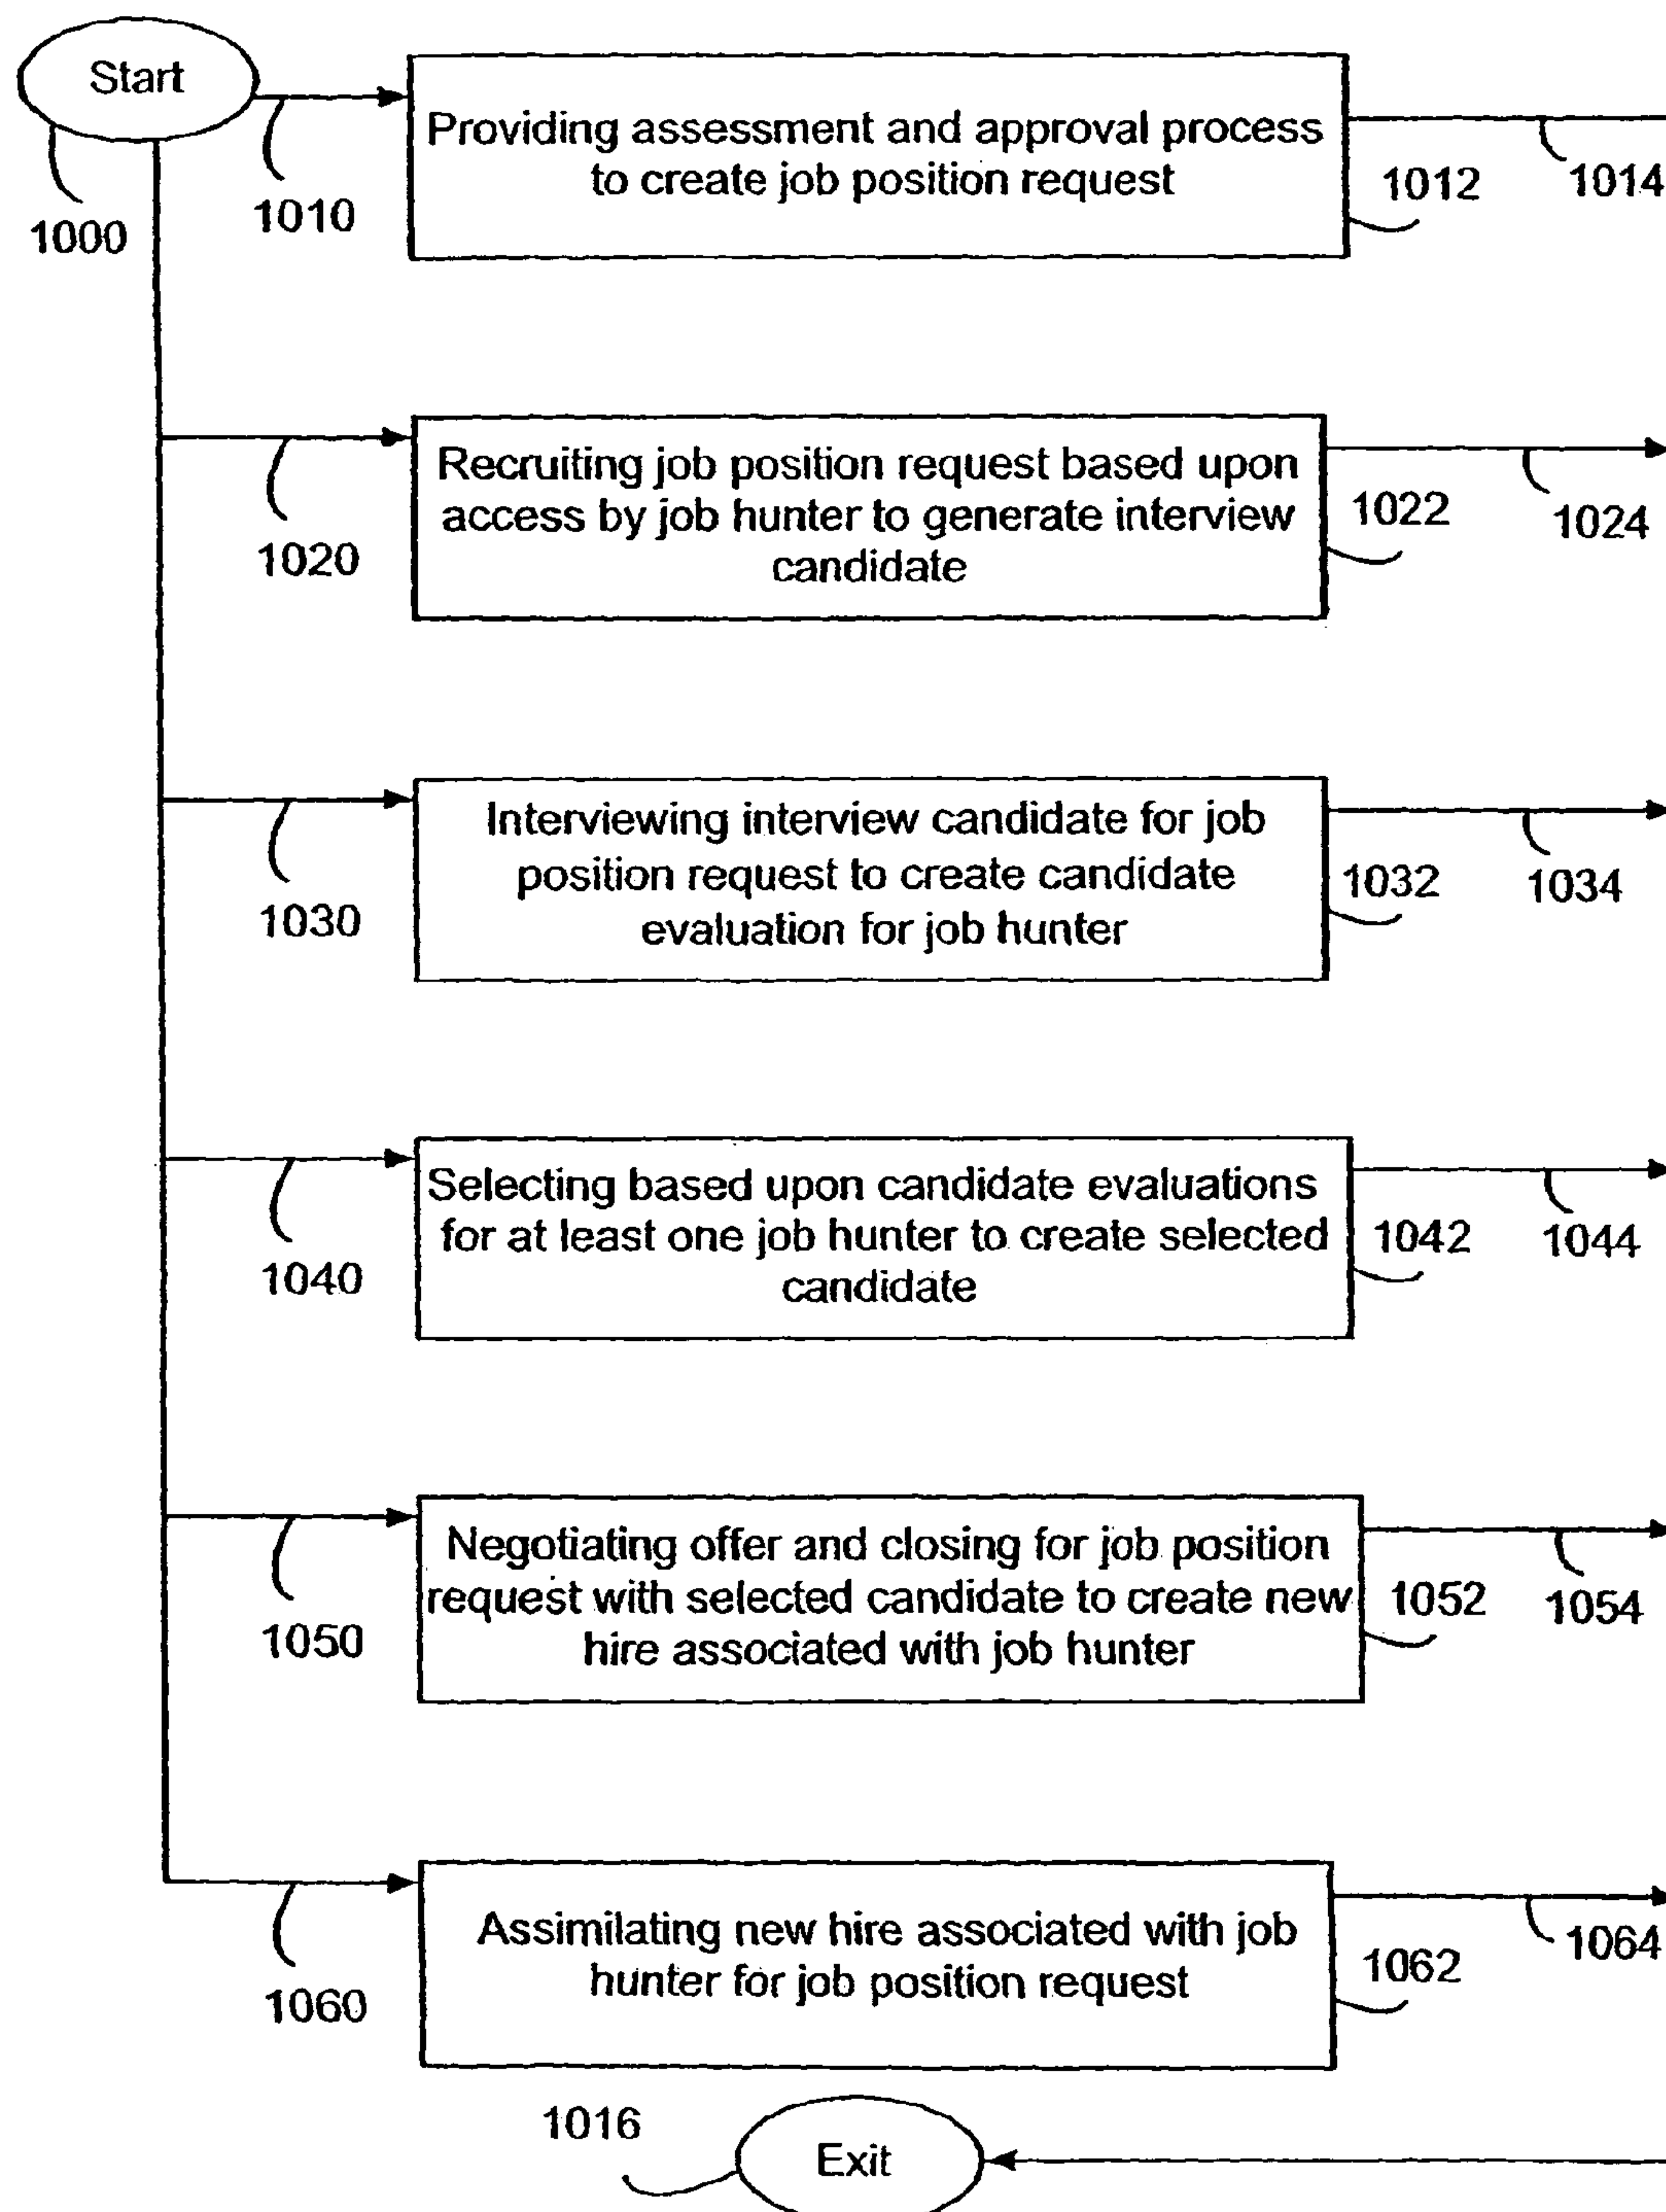 Start
1000
1010
Providing assessment and approval process
to create job position request
1012
1014
1020
Recruiting job position request based upon
access by job hunter to generate interview
candidate
1022
1024
1030
Interviewing interview candidate for job
position request to create candidate
evaluation for job hunter
1032
1034
1040
Selecting based upon candidate evaluations
for at least one job hunter to create selected
candidate
1042
1044
1050
Negotiating offer and closing for job position
request with selected candidate to create new
hire associated with job hunter
1052
1054
1060
Assimilating new hire associated with job
hunter for job position request
1062
1064
1016
Exit